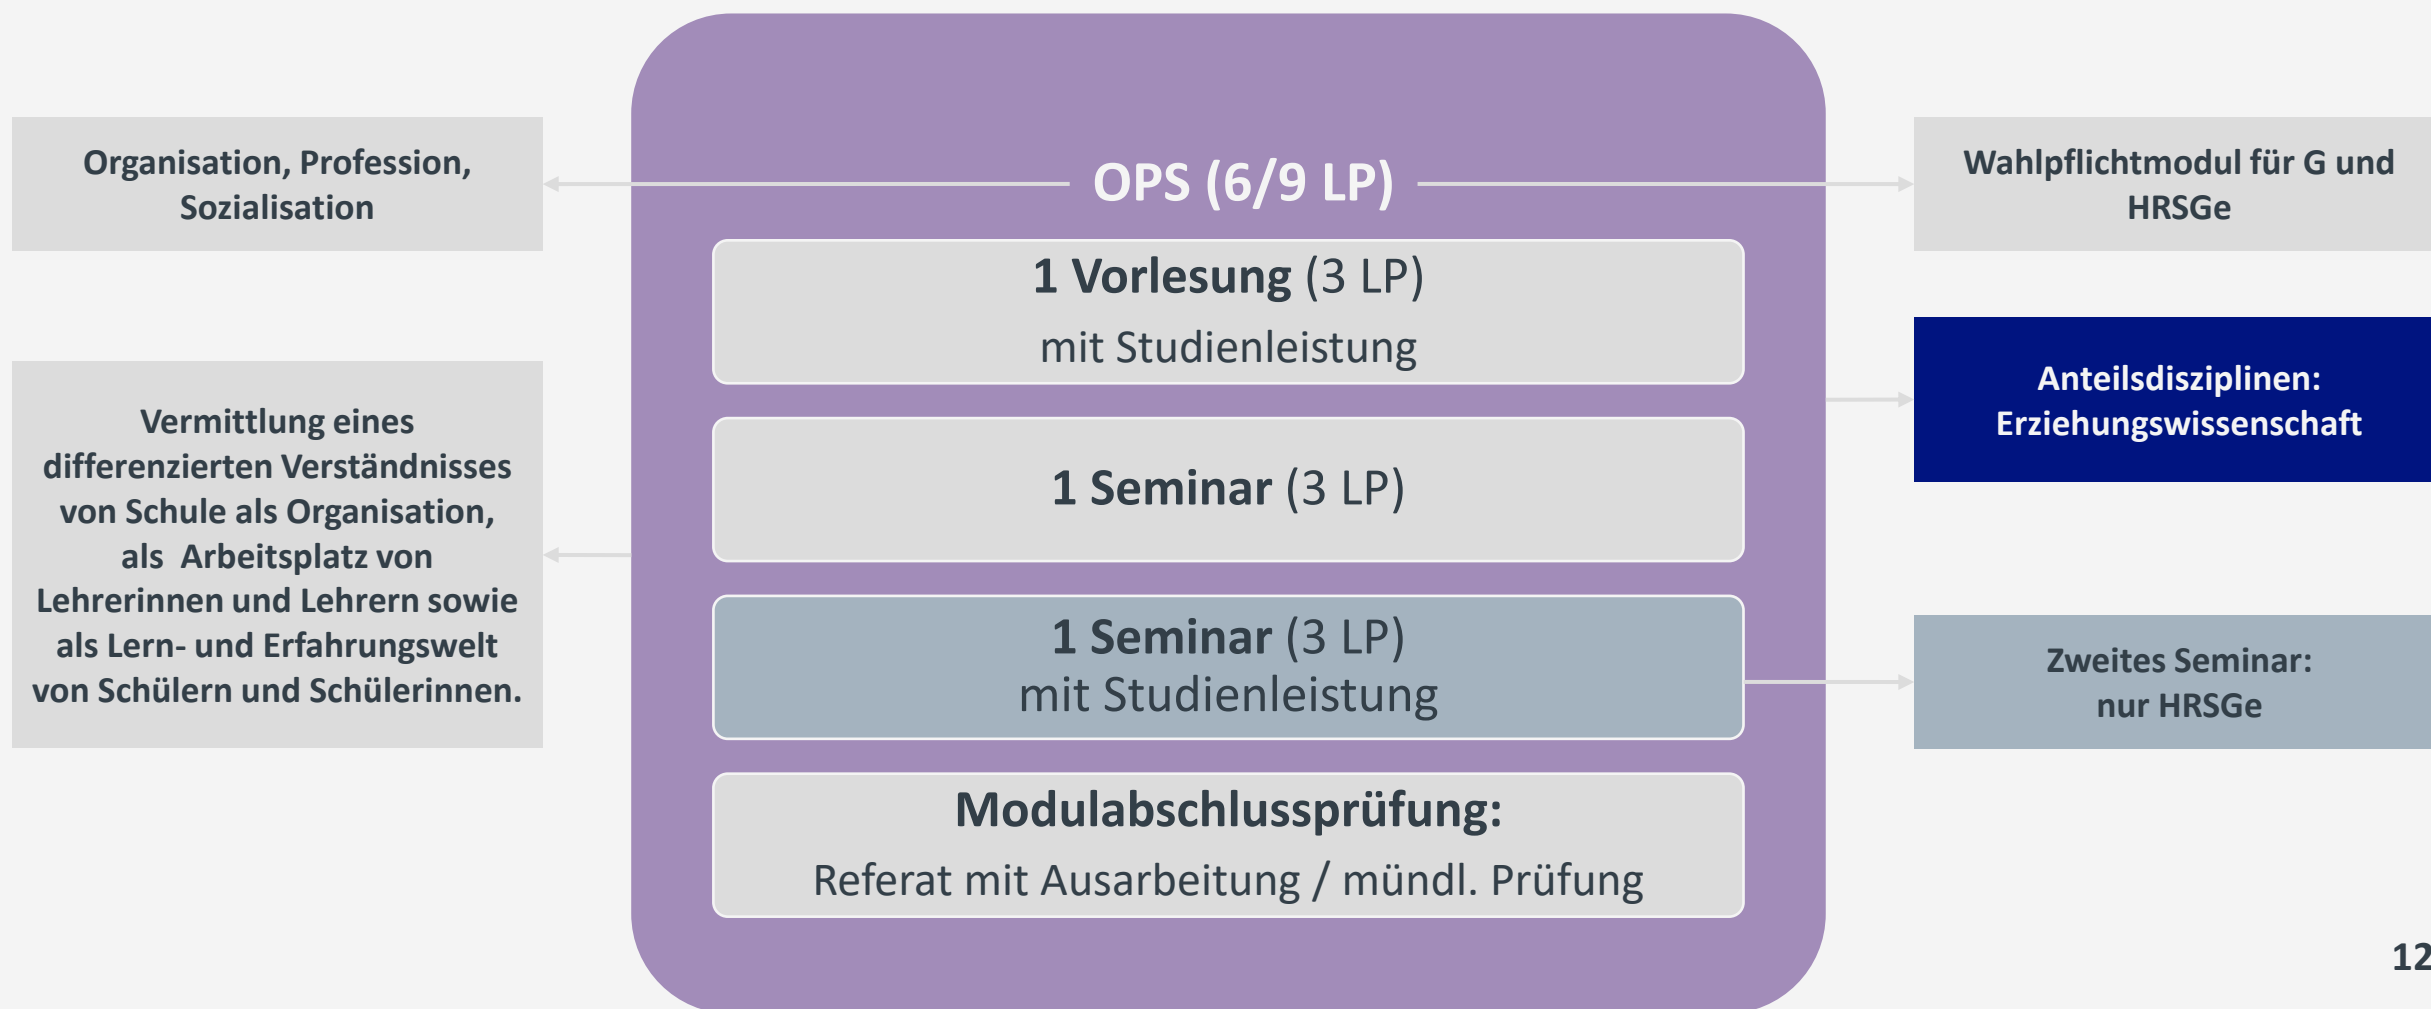 Organisation, Profession,
Sozialisation
Vermittlung eines
differenzierten Verständnisses
von Schule als Organisation,
als Arbeitsplatz von
Lehrerinnen und Lehrern sowie
als Lern- und Erfahrungswelt
von Schülern und Schülerinnen.
OPS (6/9 LP)
1 Vorlesung (3 LP)
mit Studienleistung
1 Seminar (3 LP)
1 Seminar (3 LP)
mit Studienleistung
Modulabschlussprüfung:
Referat mit Ausarbeitung / mündl. Prüfung
Wahlpflichtmodul für G und
HRSGe
Anteilsdisziplinen:
Erziehungswissenschaft
Zweites Seminar:
nur HRSGe
12